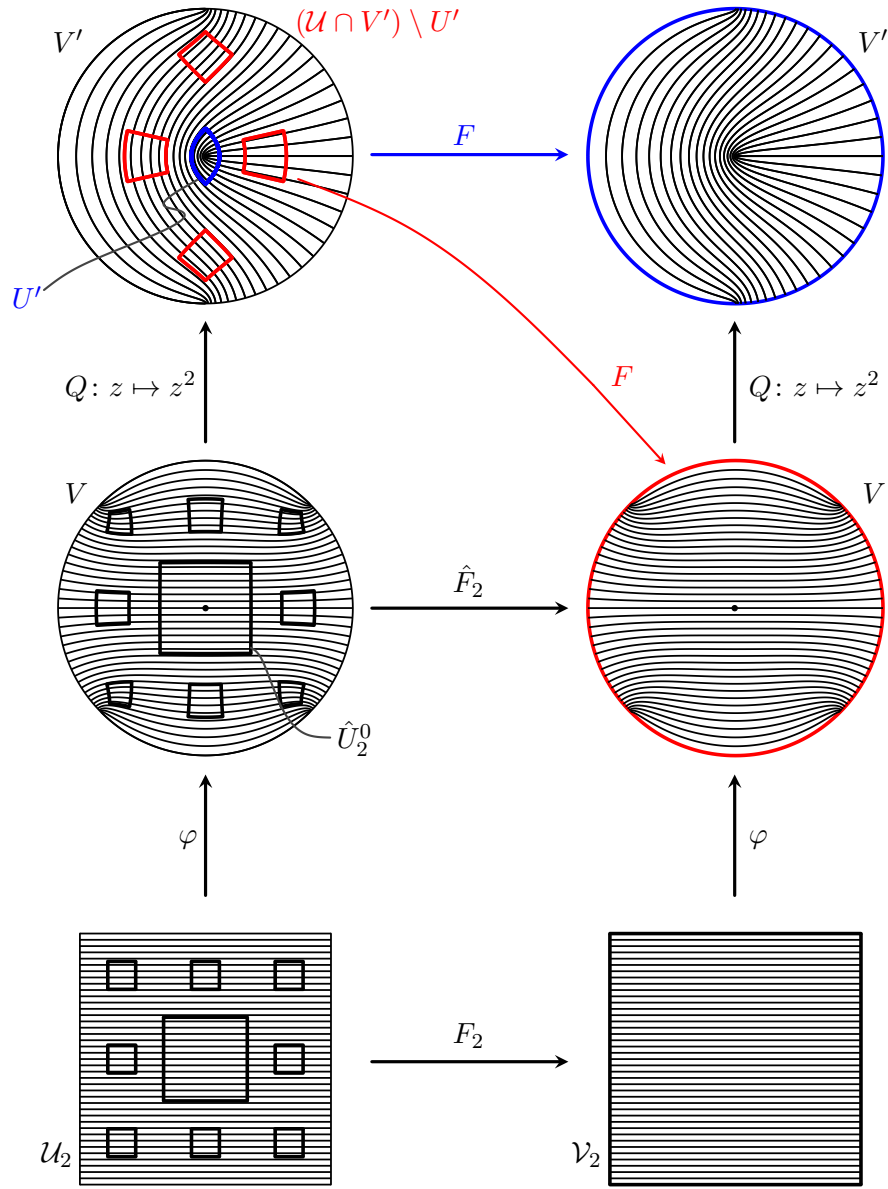 V′
(𝒰 ∩ V′) \ U′
V′
F
U′
Q: z ↦ z²
F
Q: z ↦ z²
V
V
F̂₂
Û₂⁰
φ
φ
F₂
𝒰₂
𝒱₂